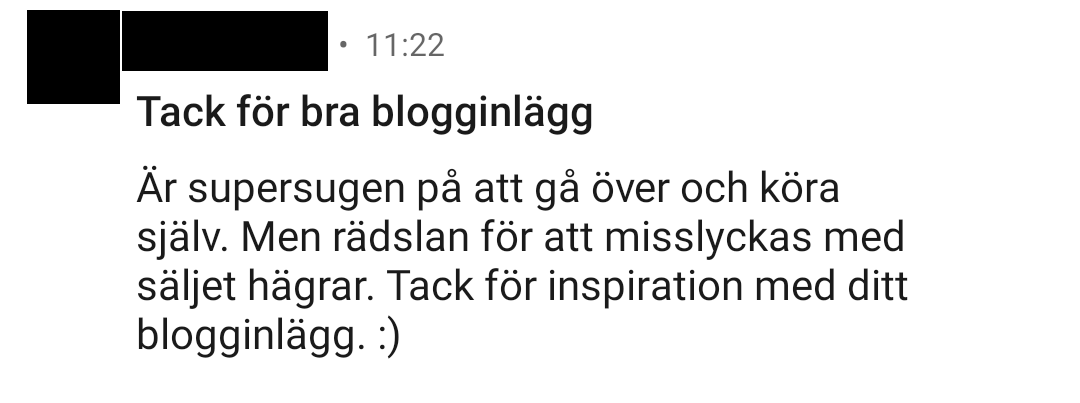 • 11:22
Tack för bra blogginlägg
Är supersugen på att gå över och köra
själv. Men rädslan för att misslyckas med
säljet hägrar. Tack för inspiration med ditt
blogginlägg. :)